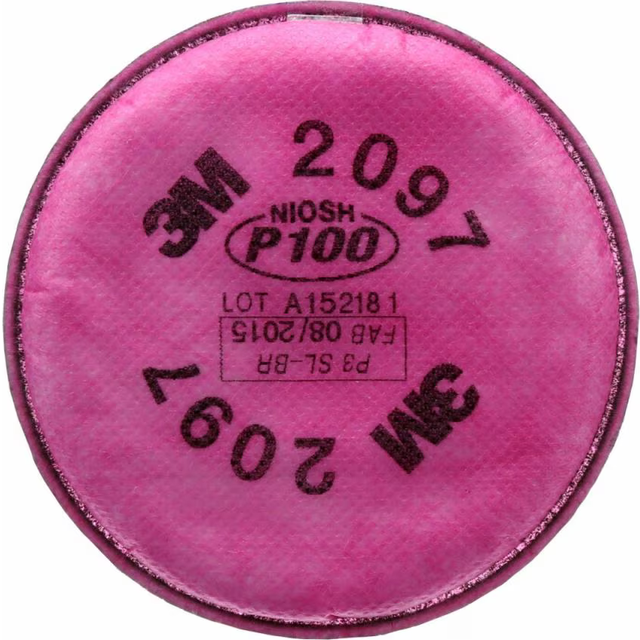 3M 2097
NIOSH
P100
LOT A152181
P3 SL-BR
FAB 08/2015
3M 2097